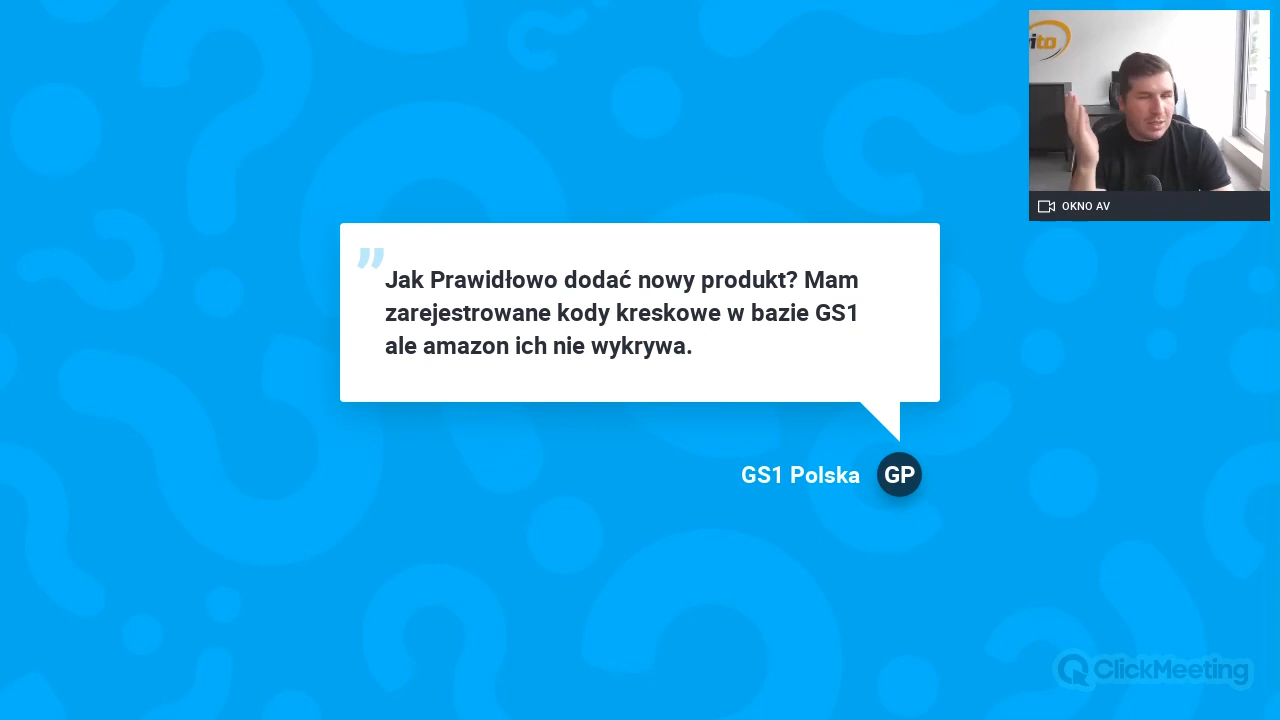 ito
OKNO AV
”
Jak Prawidłowo dodać nowy produkt? Mam
zarejestrowane kody kreskowe w bazie GS1
ale amazon ich nie wykrywa.
GS1 Polska GP
ClickMeeting